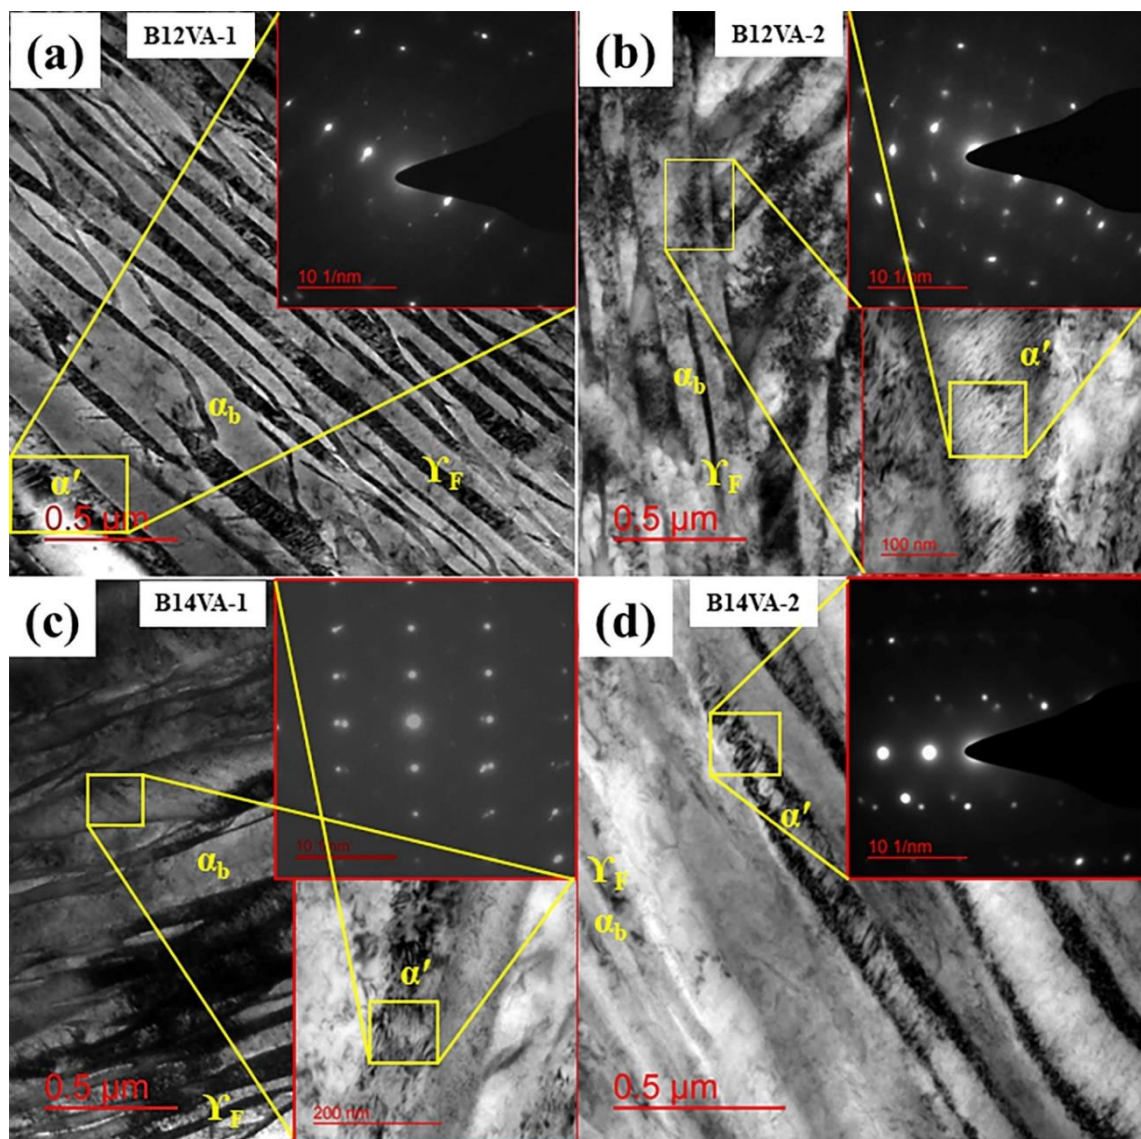 (a)
B12VA-1
10 1/nm
αb
ϒF
α′
0.5 μm
(b)
B12VA-2
10 1/nm
αb
α′
ϒF
0.5 μm
100 nm
(c)
B14VA-1
αb
α′
0.5 μm
ϒF
200 nm
(d)
B14VA-2
10 1/nm
α′
ϒF
αb
0.5 μm